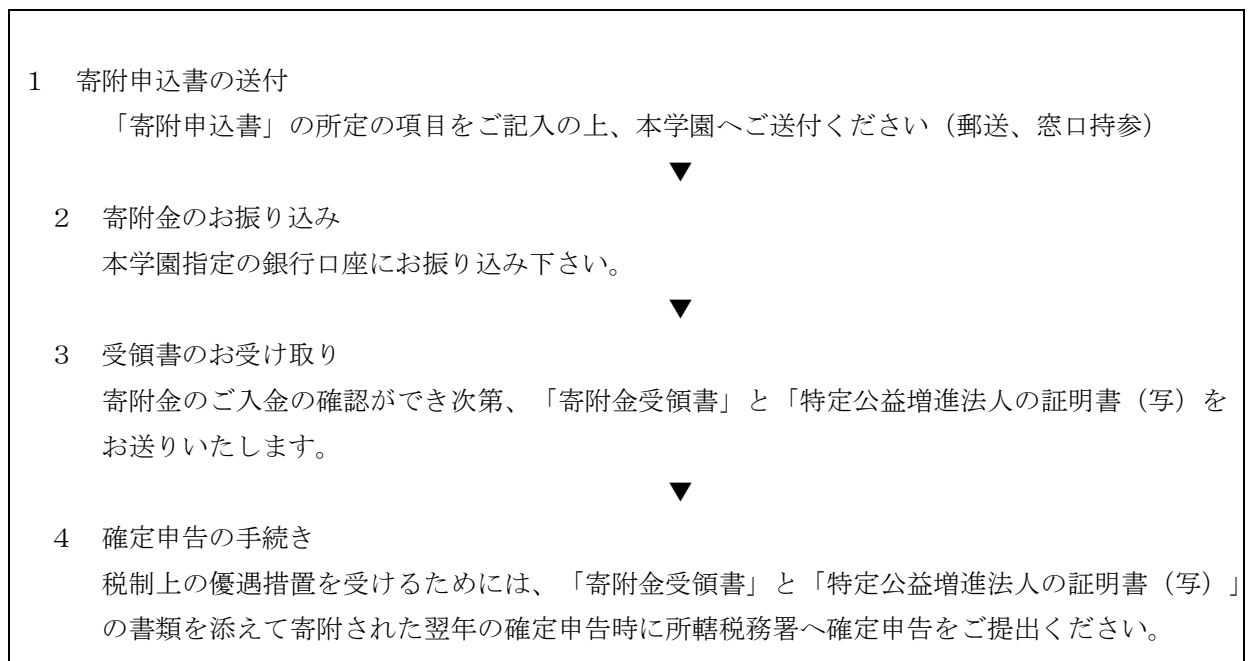 １　寄附申込書の送付
「寄附申込書」の所定の項目をご記入の上、本学園へご送付ください（郵送、窓口持参）
▼
２　寄附金のお振り込み
本学園指定の銀行口座にお振り込み下さい。
▼
３　受領書のお受け取り
寄附金のご入金の確認ができ次第、「寄附金受領書」と「特定公益増進法人の証明書（写）を
お送りいたします。
▼
４　確定申告の手続き
税制上の優遇措置を受けるためには、「寄附金受領書」と「特定公益増進法人の証明書（写）」
の書類を添えて寄附された翌年の確定申告時に所轄税務署へ確定申告をご提出ください。